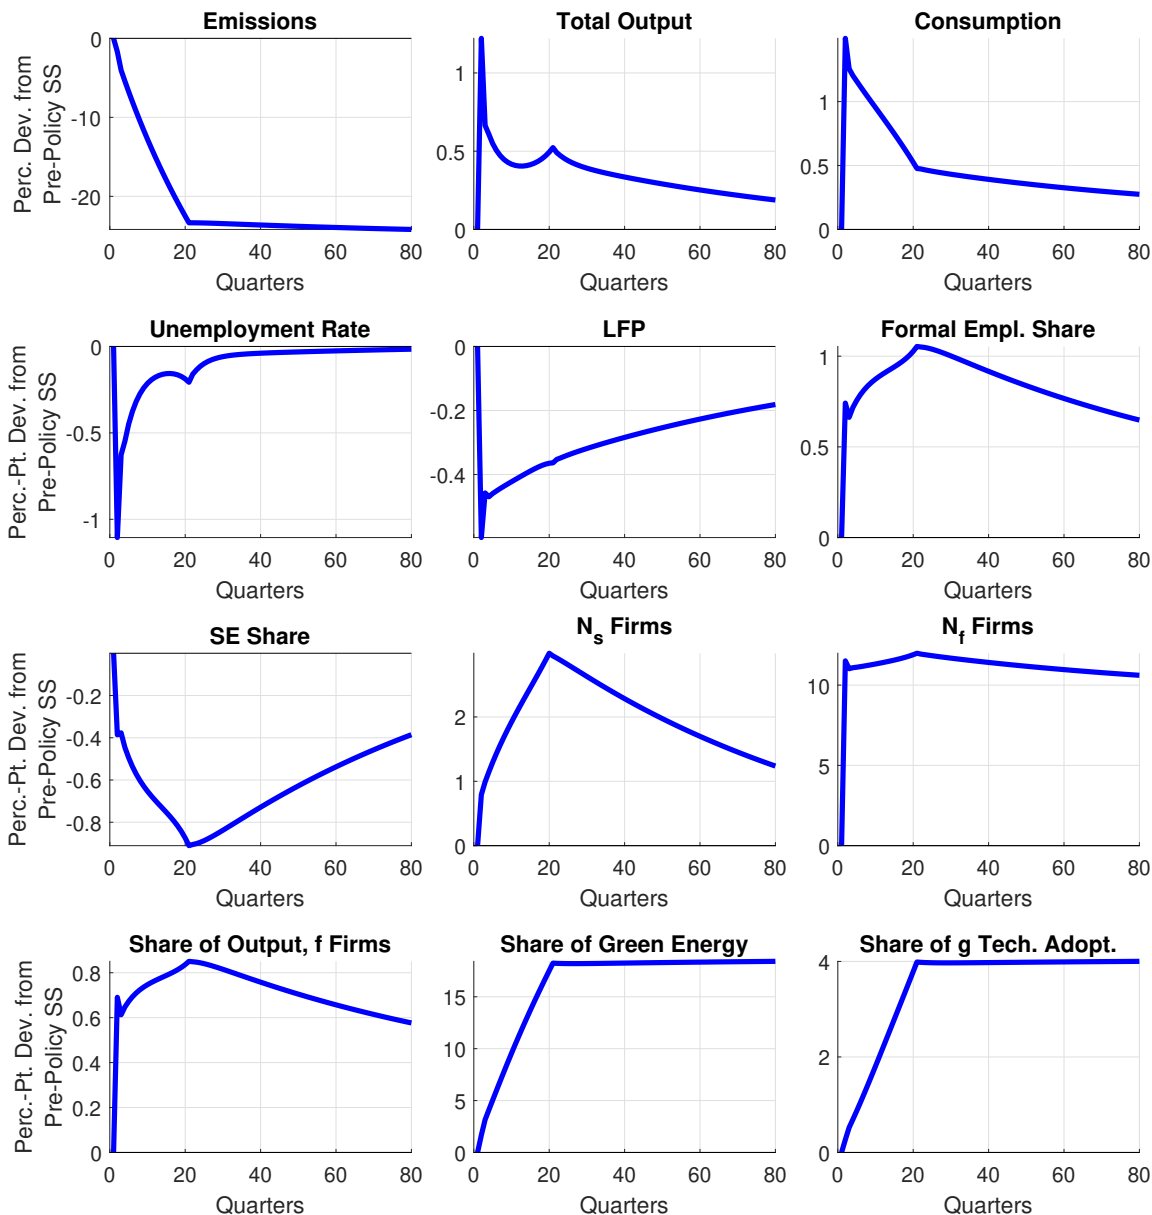 Emissions
Total Output
Consumption
Perc. Dev. from
Pre-Policy SS
0
-10
-20
0 20 40 60 80
Quarters
1
0.5
0
0 20 40 60 80
Quarters
1
0.5
0
0 20 40 60 80
Quarters
Unemployment Rate
LFP
Formal Empl. Share
Perc.-Pt. Dev. from
Pre-Policy SS
0
-0.5
-1
0 20 40 60 80
Quarters
0
-0.2
-0.4
0 20 40 60 80
Quarters
1
0.5
0
0 20 40 60 80
Quarters
SE Share
N_s Firms
N_f Firms
Perc.-Pt. Dev. from
Pre-Policy SS
-0.2
-0.4
-0.6
-0.8
0 20 40 60 80
Quarters
2
1
0
0 20 40 60 80
Quarters
10
5
0
0 20 40 60 80
Quarters
Share of Output, f Firms
Share of Green Energy
Share of g Tech. Adopt.
Perc.-Pt. Dev. from
Pre-Policy SS
0.8
0.6
0.4
0.2
0
0 20 40 60 80
Quarters
15
10
5
0
0 20 40 60 80
Quarters
4
2
0
0 20 40 60 80
Quarters